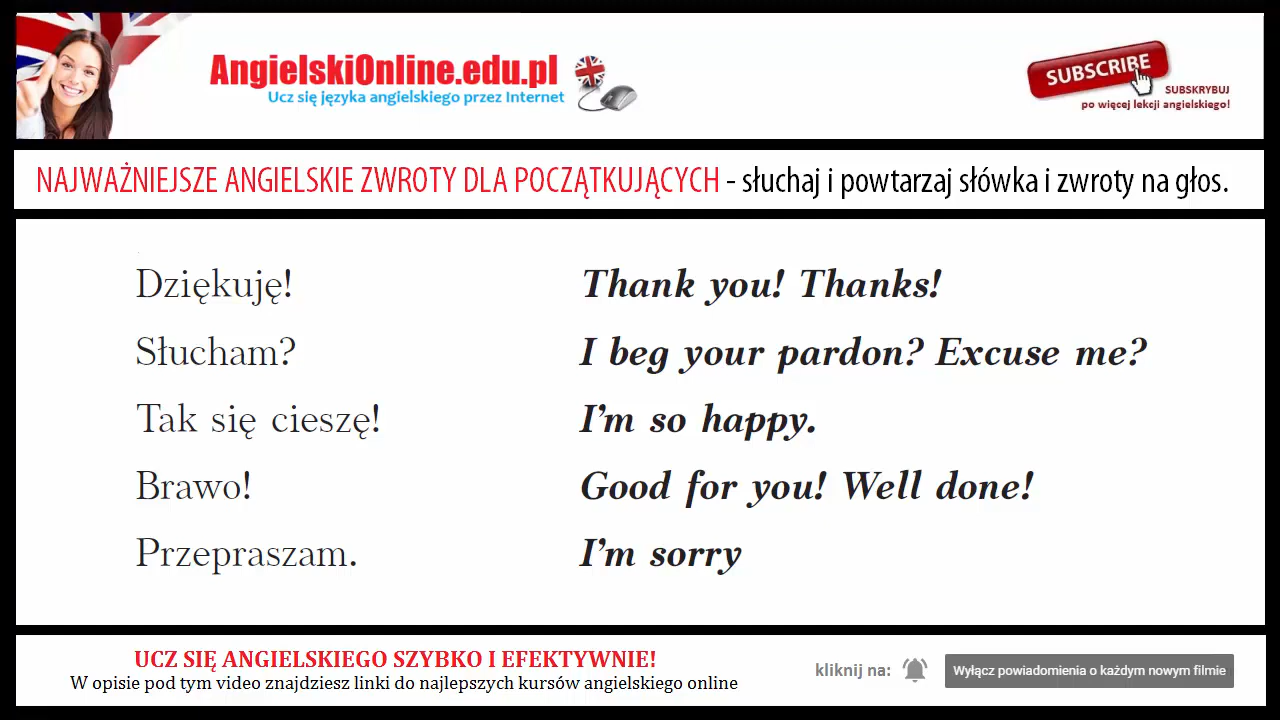 AngielskiOnline.edu.pl
Ucz się języka angielskiego przez Internet
SUBSCRIBE
SUBSKRYBUJ
po więcej lekcji angielskiego!
NAJWAŻNIEJSZE ANGIELSKIE ZWROTY DLA POCZĄTKUJĄCYCH - słuchaj i powtarzaj słówka i zwroty na głos.
Dziękuję! Thank you! Thanks!
Słucham? I beg your pardon? Excuse me?
Tak się cieszę! I'm so happy.
Brawo! Good for you! Well done!
Przepraszam. I'm sorry
UCZ SIĘ ANGIELSKIEGO SZYBKO I EFEKTYWNIE!
W opisie pod tym video znajdziesz linki do najlepszych kursów angielskiego online
kliknij na: Wyłącz powiadomienia o każdym nowym filmie